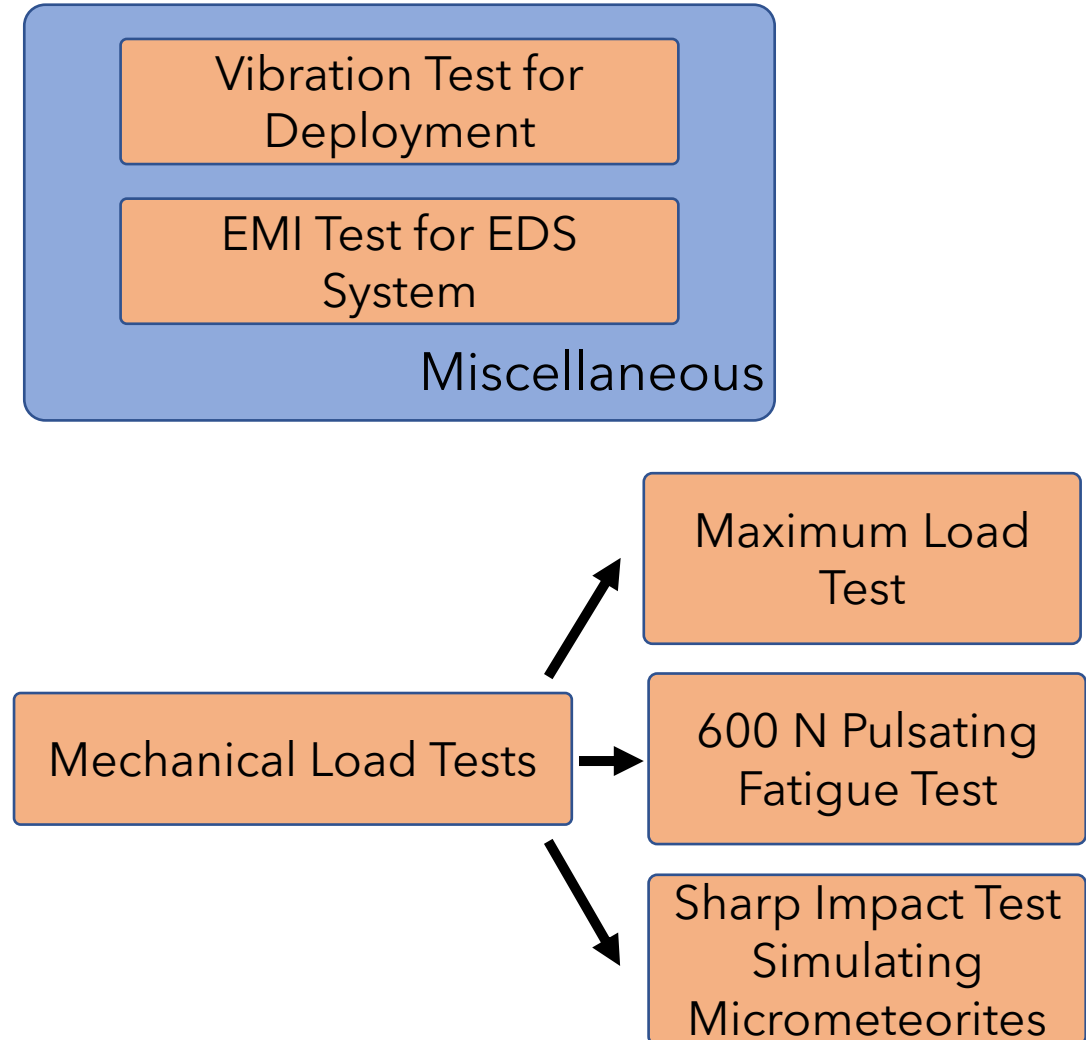 Vibration Test for
Deployment
EMI Test for EDS
System
Miscellaneous
Maximum Load
Test
Mechanical Load Tests
600 N Pulsating
Fatigue Test
Sharp Impact Test
Simulating
Micrometeorites